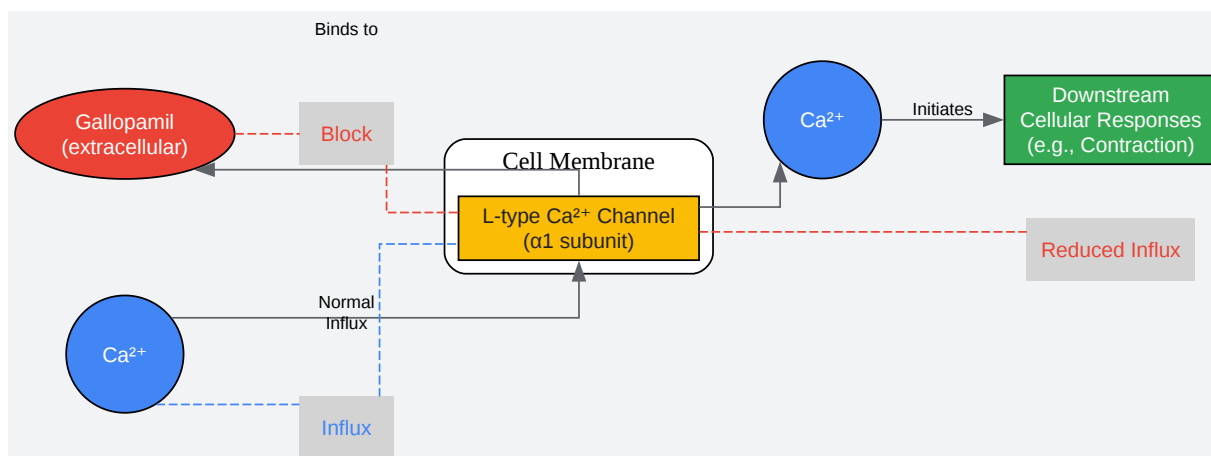 Binds to
Gallopamil
(extracellular)
Block
Cell Membrane
L-type Ca²⁺ Channel
(α1 subunit)
Ca²⁺
Initiates
Downstream
Cellular Responses
(e.g., Contraction)
Reduced Influx
Normal
Influx
Ca²⁺
Influx